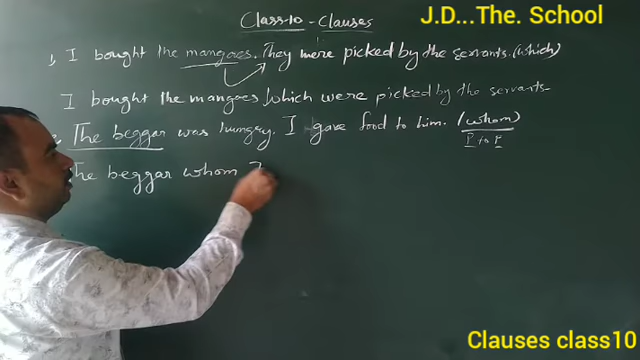 Class-10 - Clauses
J.D...The. School
1, I bought the mangoes. They were picked by the servants. (which)
I bought the mangoes, which were picked by the servants.
The beggar was hungry. I gave food to him. (whom)
P to P
The beggar whom I
Clauses class10